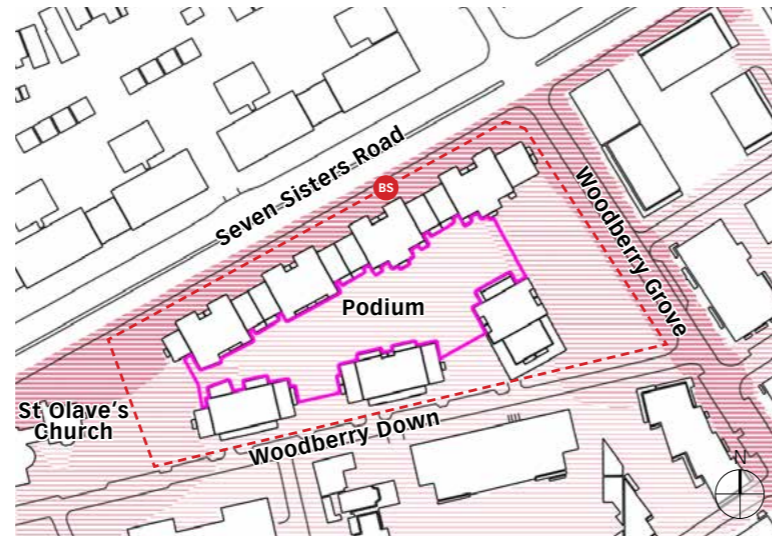 Seven Sisters Road
BS
Woodberry Grove
Podium
St Olave's
Church
Woodberry Down
N